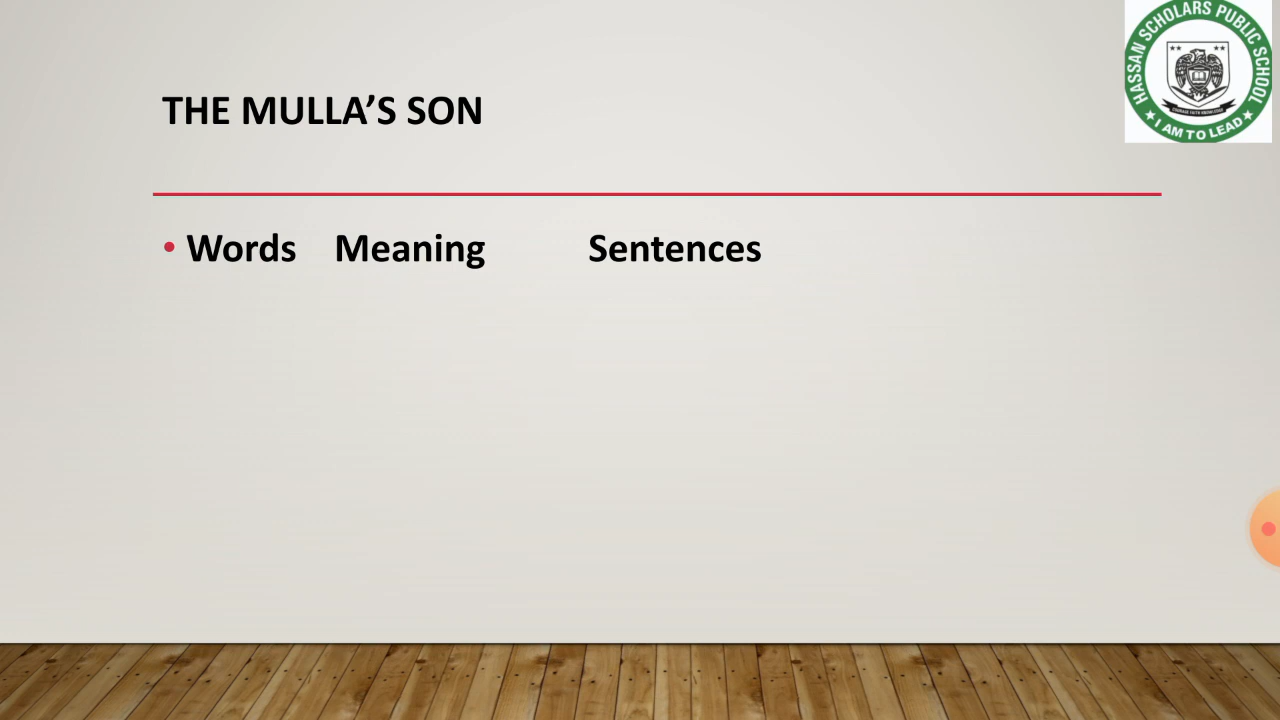 HASSAN SCHOLARS PUBLIC SCHOOL
I AM TO LEAD
THE MULLA’S SON
• Words Meaning Sentences